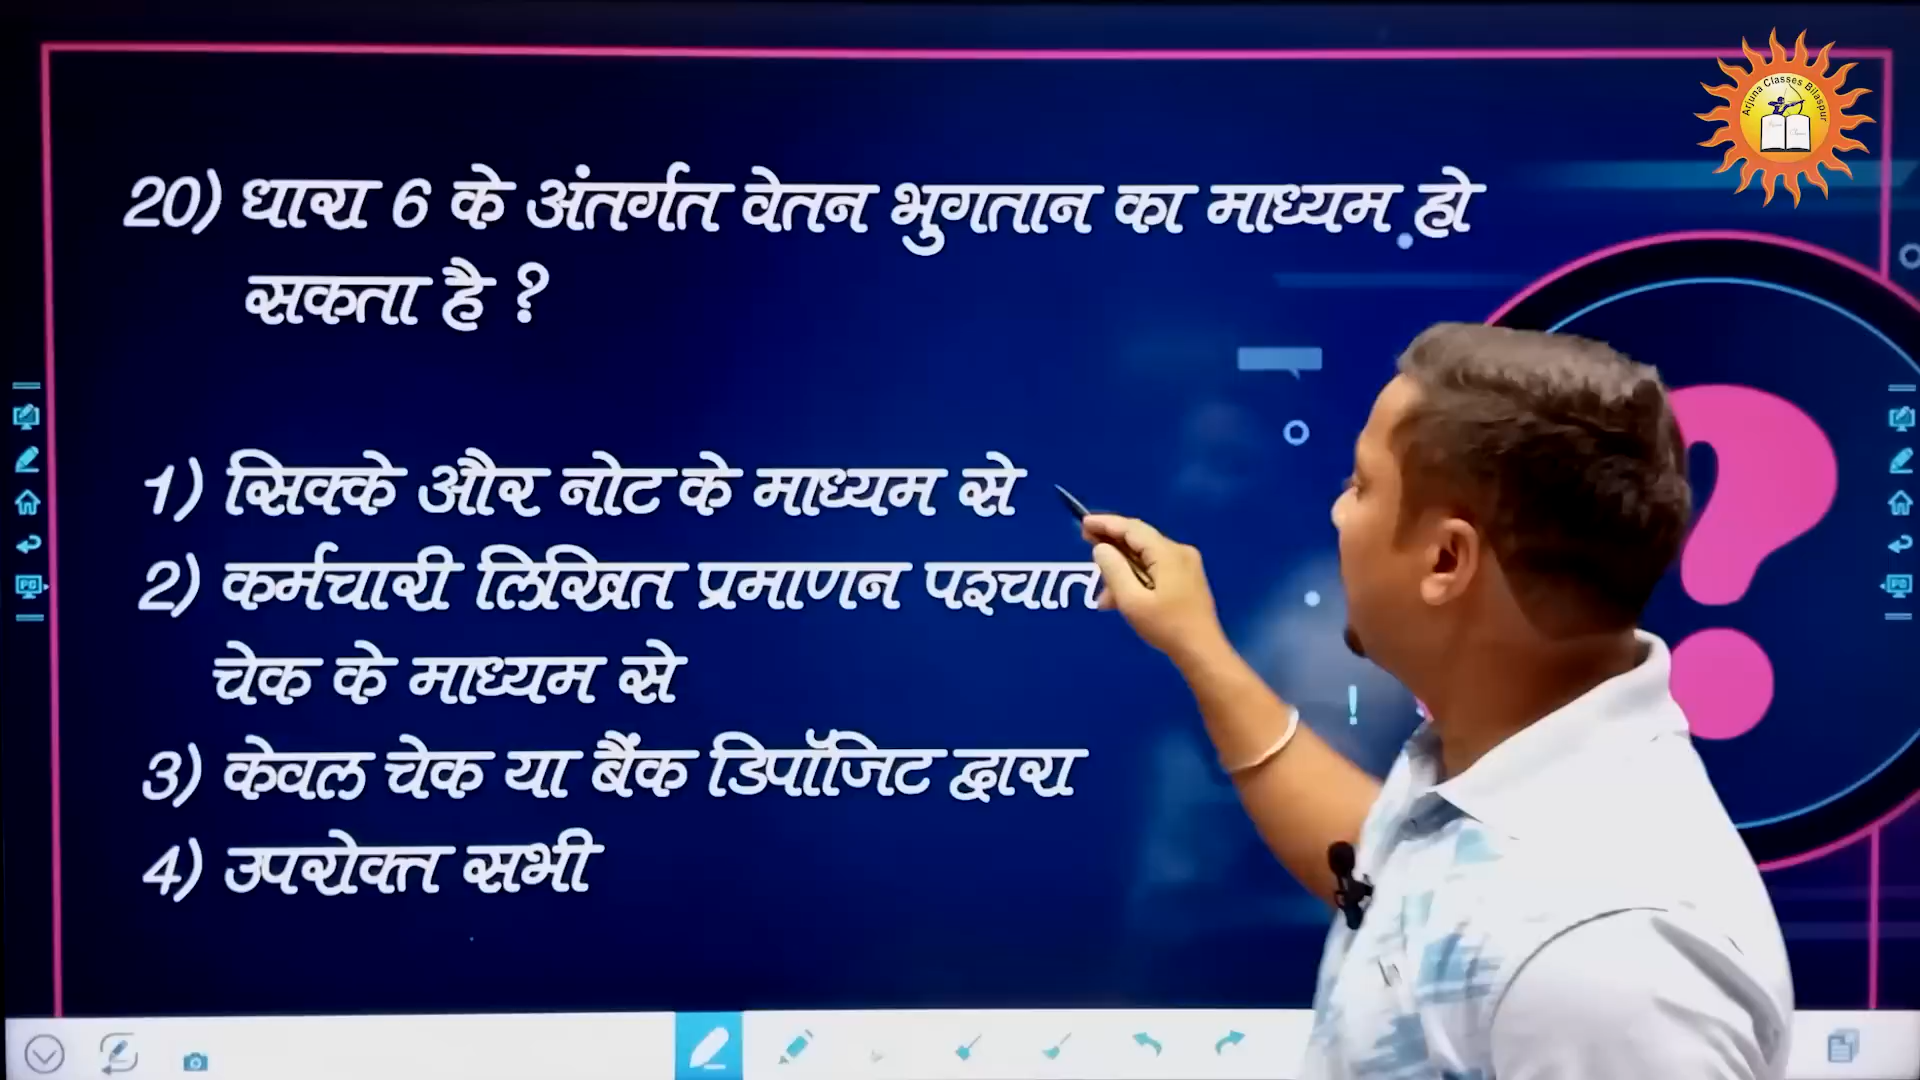 Arjuna Classes Bilaspur
20) धारा 6 के अंतर्गत वेतन भुगतान का माध्यम हो
सकता है ?
1) सिक्के और नोट के माध्यम से
2) कर्मचारी लिखित प्रमाणन पश्चात
चेक के माध्यम से
3) केवल चेक या बैंक डिपॉजिट द्वारा
4) उपरोक्त सभी